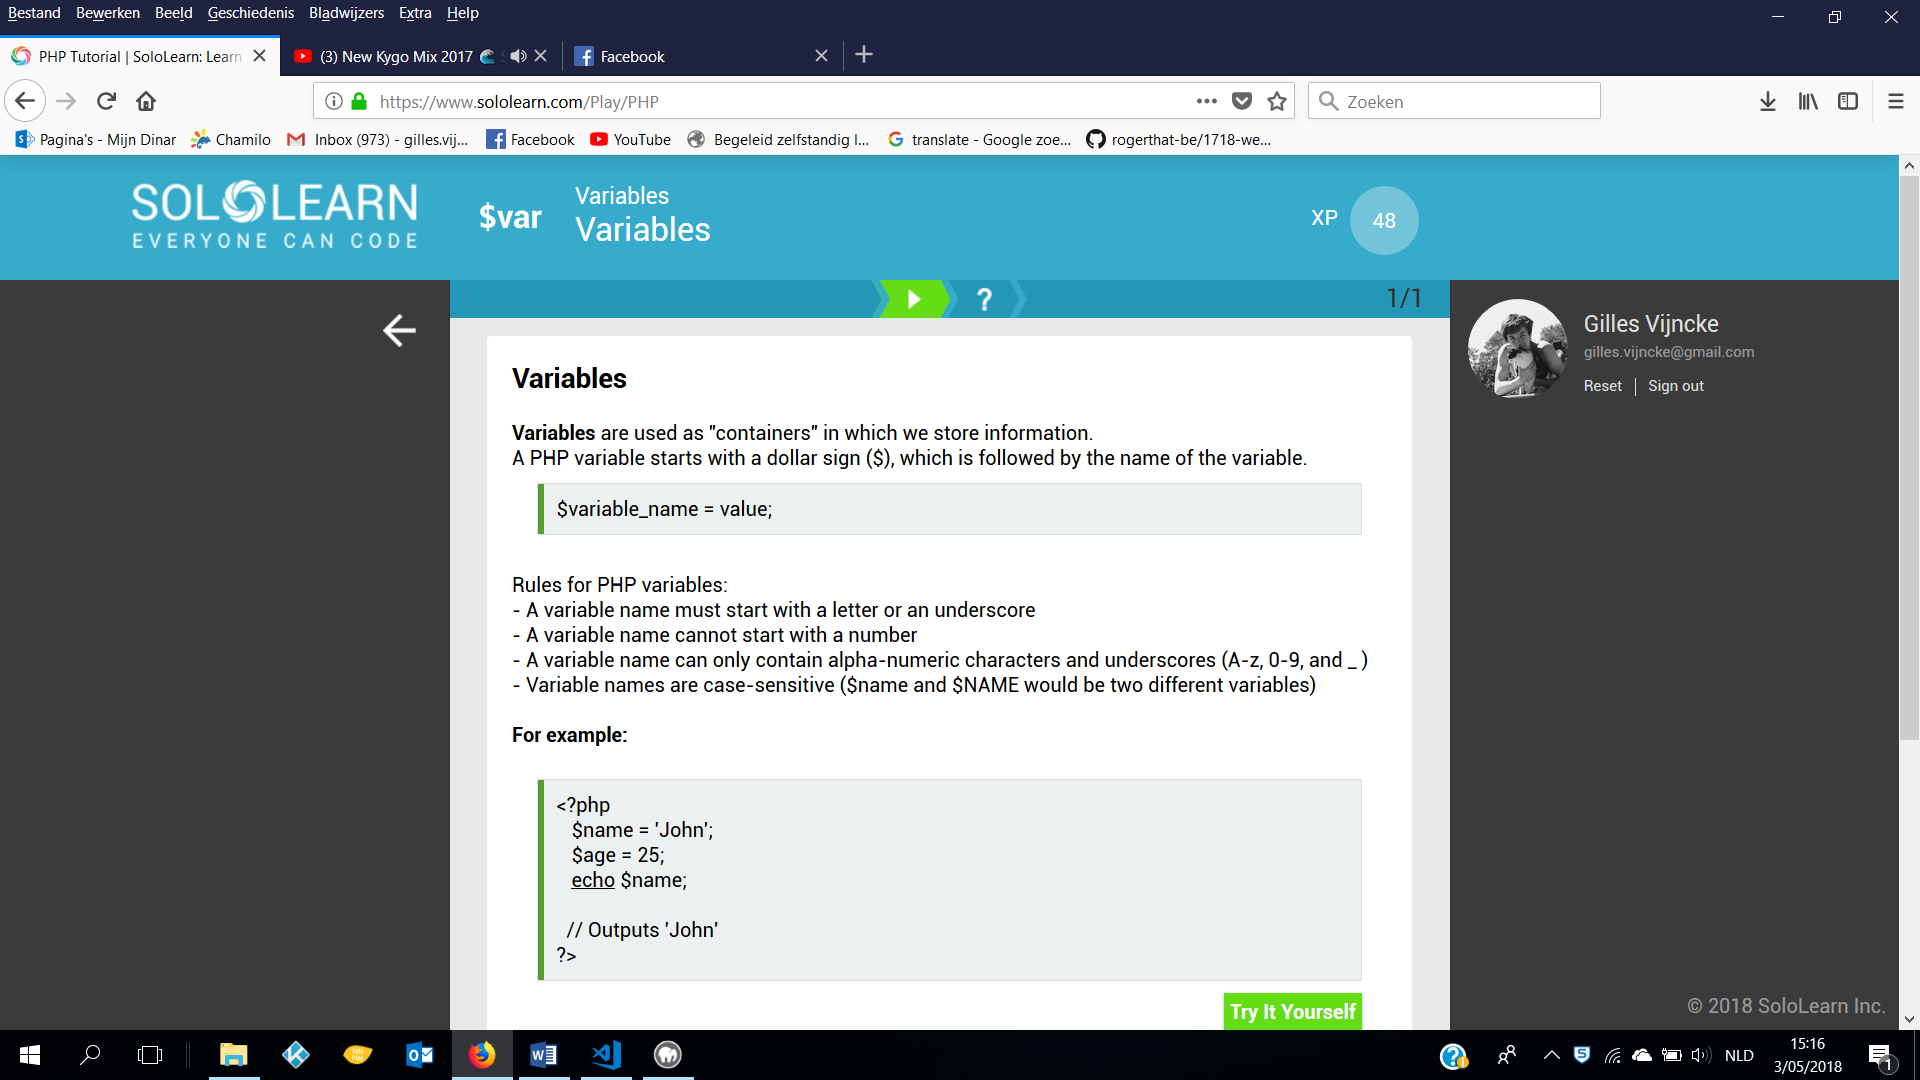 Bestand Bewerken Beeld Geschiedenis Bladwijzers Extra Help
PHP Tutorial | SoloLearn: Learn
(3) New Kygo Mix 2017
Facebook
https://www.sololearn.com/Play/PHP
Zoeken
Pagina's - Mijn Dinar
Chamilo
Inbox (973) - gilles.vij...
Facebook
YouTube
Begeleid zelfstandig l...
translate - Google zoe...
rogerthat-be/1718-we...
SOLOLEARN
EVERYONE CAN CODE
$var
Variables
Variables
XP 48
? 1/1
Gilles Vijncke
gilles.vijncke@gmail.com
Reset | Sign out
Variables
Variables are used as "containers" in which we store information.
A PHP variable starts with a dollar sign ($), which is followed by the name of the variable.
$variable_name = value;
Rules for PHP variables:
- A variable name must start with a letter or an underscore
- A variable name cannot start with a number
- A variable name can only contain alpha-numeric characters and underscores (A-z, 0-9, and _ )
- Variable names are case-sensitive ($name and $NAME would be two different variables)
For example:
<?php
$name = 'John';
$age = 25;
echo $name;
// Outputs 'John'
?>
Try It Yourself
© 2018 SoloLearn Inc.
NLD
15:16
3/05/2018
1